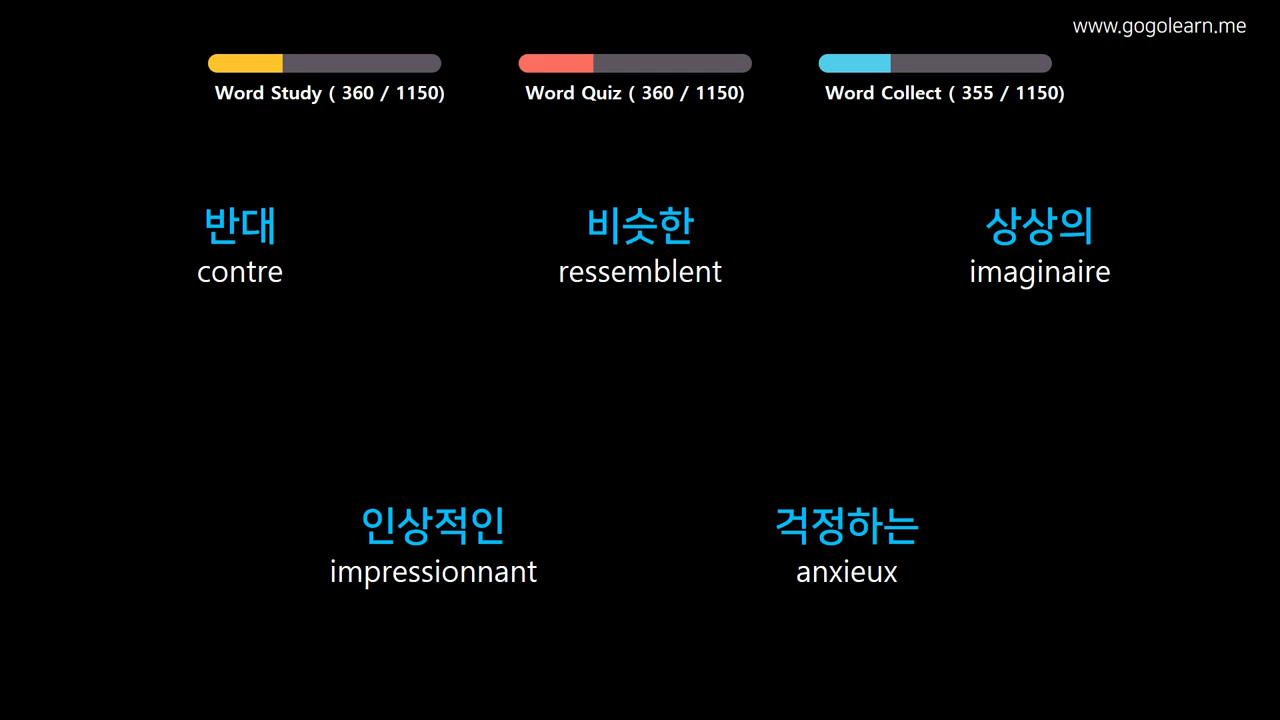 www.gogolearn.me
Word Study ( 360 / 1150)
Word Quiz ( 360 / 1150)
Word Collect ( 355 / 1150)
반대
contre
비슷한
ressemblent
상상의
imaginaire
인상적인
impressionnant
걱정하는
anxieux